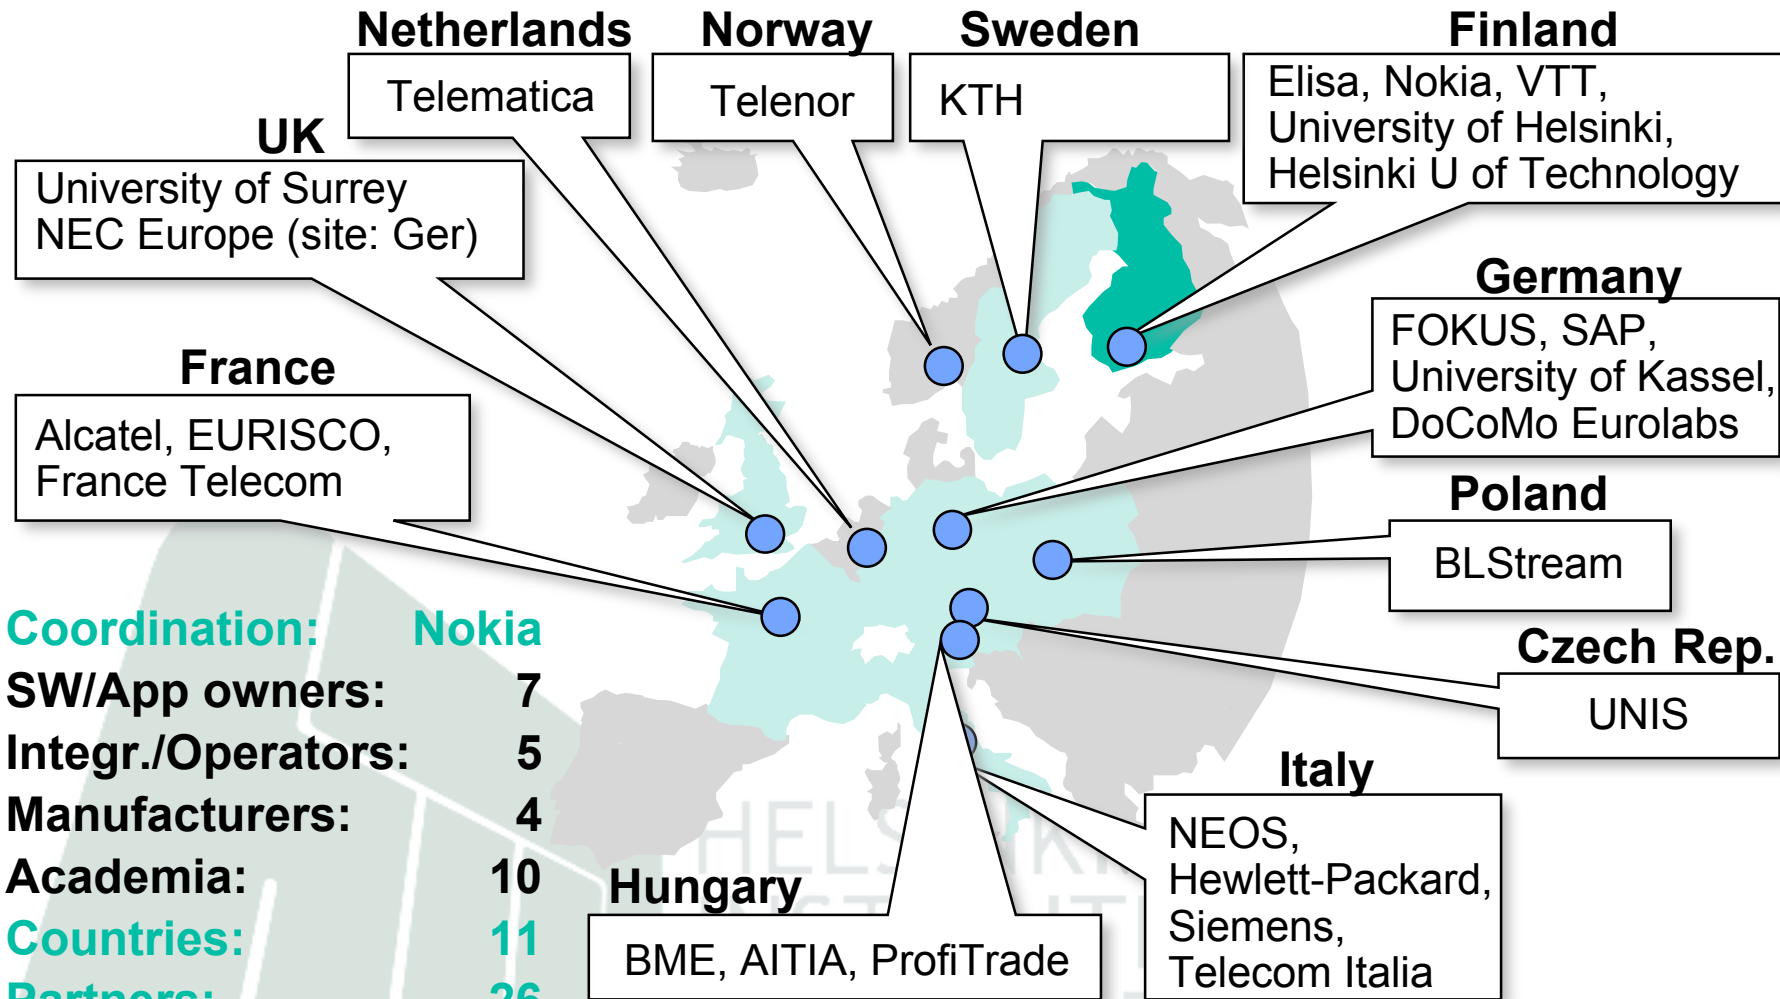 Netherlands
Telematica
Norway
Telenor
Sweden
KTH
Finland
Elisa, Nokia, VTT,
University of Helsinki,
Helsinki U of Technology
UK
University of Surrey
NEC Europe (site: Ger)
Germany
FOKUS, SAP,
University of Kassel,
DoCoMo Eurolabs
France
Alcatel, EURISCO,
France Telecom
Poland
BLStream
Czech Rep.
UNIS
Italy
NEOS,
Hewlett-Packard,
Siemens,
Telecom Italia
Hungary
BME, AITIA, ProfiTrade
Coordination: Nokia
SW/App owners: 7
Integr./Operators: 5
Manufacturers: 4
Academia: 10
Countries: 11
Partners: 26